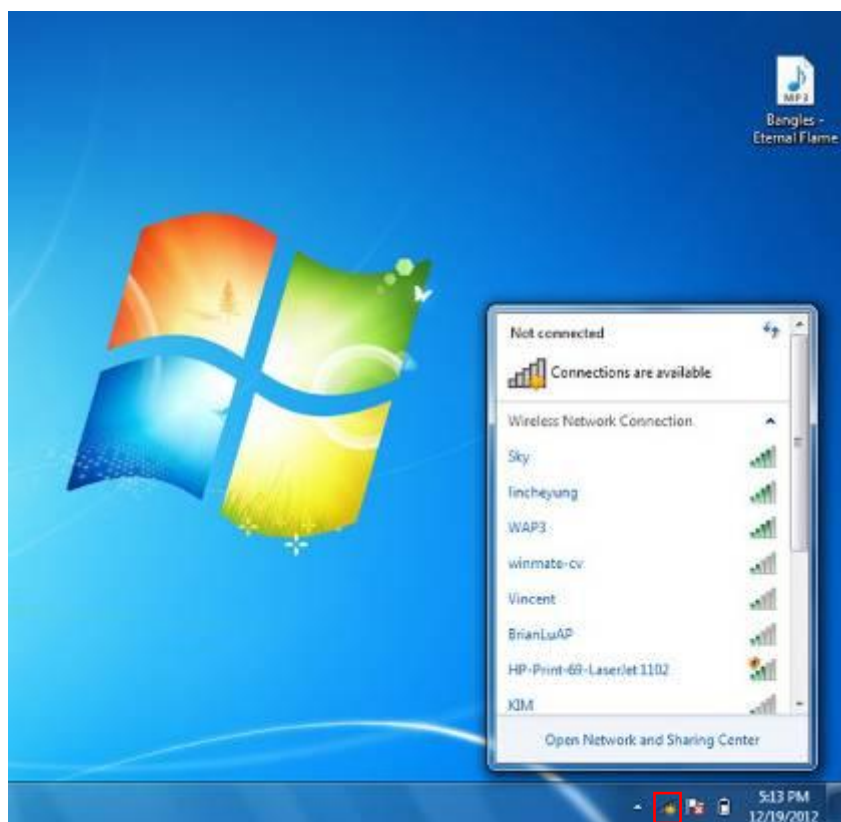 MP3
Bangles -
Eternal Flame
Not connected
Connections are available
Wireless Network Connection
Sky
lincheyung
WAP3
winmate-cv
Vincent
BrianLuAP
HP-Print-69-LaserJet 1102
KIM
Open Network and Sharing Center
5:13 PM
12/19/2012